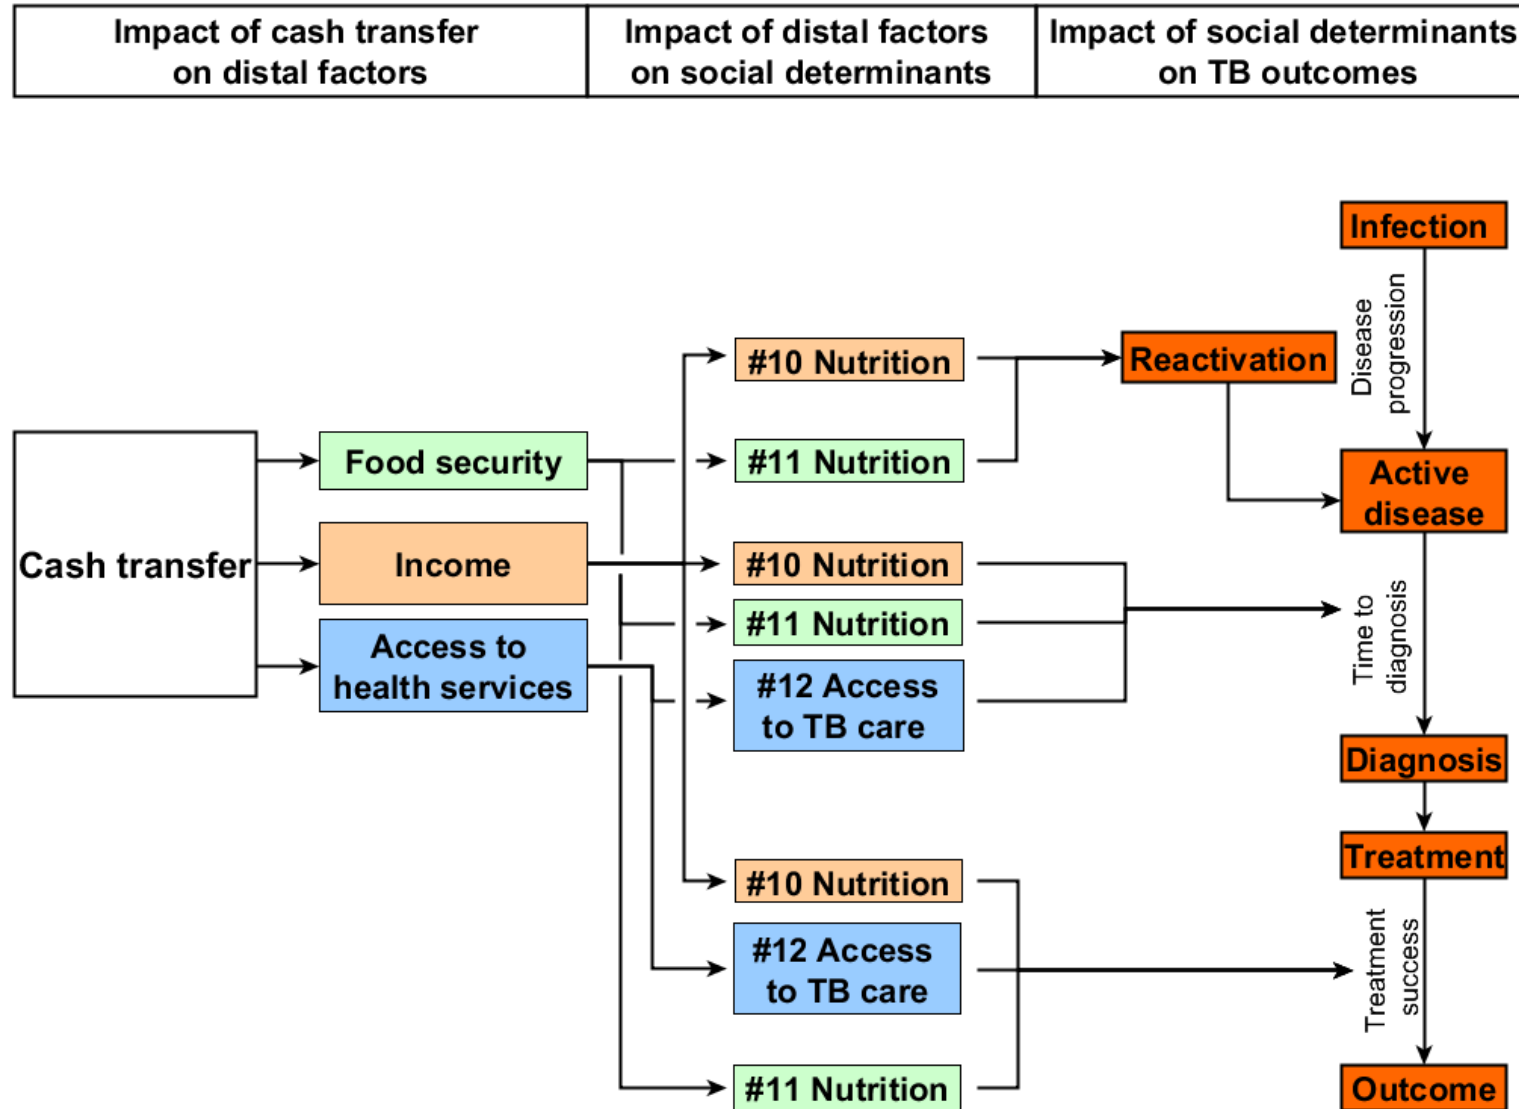 Impact of cash transfer
on distal factors
Impact of distal factors
on social determinants
Impact of social determinants
on TB outcomes
Infection
Disease
progression
#10 Nutrition
Reactivation
Food security
#11 Nutrition
Active
disease
Cash transfer
Income
#10 Nutrition
#11 Nutrition
Time to
diagnosis
Access to
health services
#12 Access
to TB care
Diagnosis
Treatment
#10 Nutrition
#12 Access
to TB care
Treatment
success
#11 Nutrition
Outcome